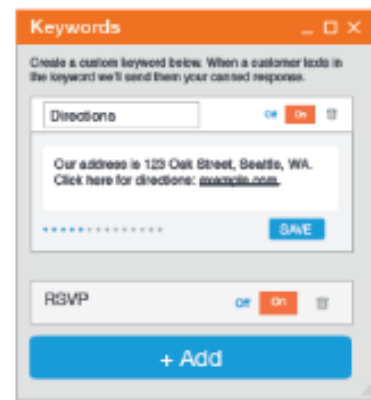 Keywords
Create a custom keyword below. When a customer texts in
the keyword we'll send them your canned response.
Directions
Off On
Our address is 123 Oak Street, Seattle, WA.
Click here for directions: example.com.
SAVE
RSVP
Off On
+ Add